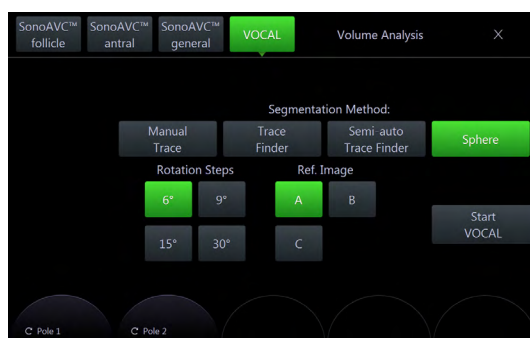 SonoAVC™ follicle
SonoAVC™ antral
SonoAVC™ general
VOCAL
Volume Analysis
X
Segmentation Method:
Manual Trace
Trace Finder
Semi-auto Trace Finder
Sphere
Rotation Steps
Ref. Image
6°
9°
A
B
15°
30°
C
Start VOCAL
Pole 1
Pole 2